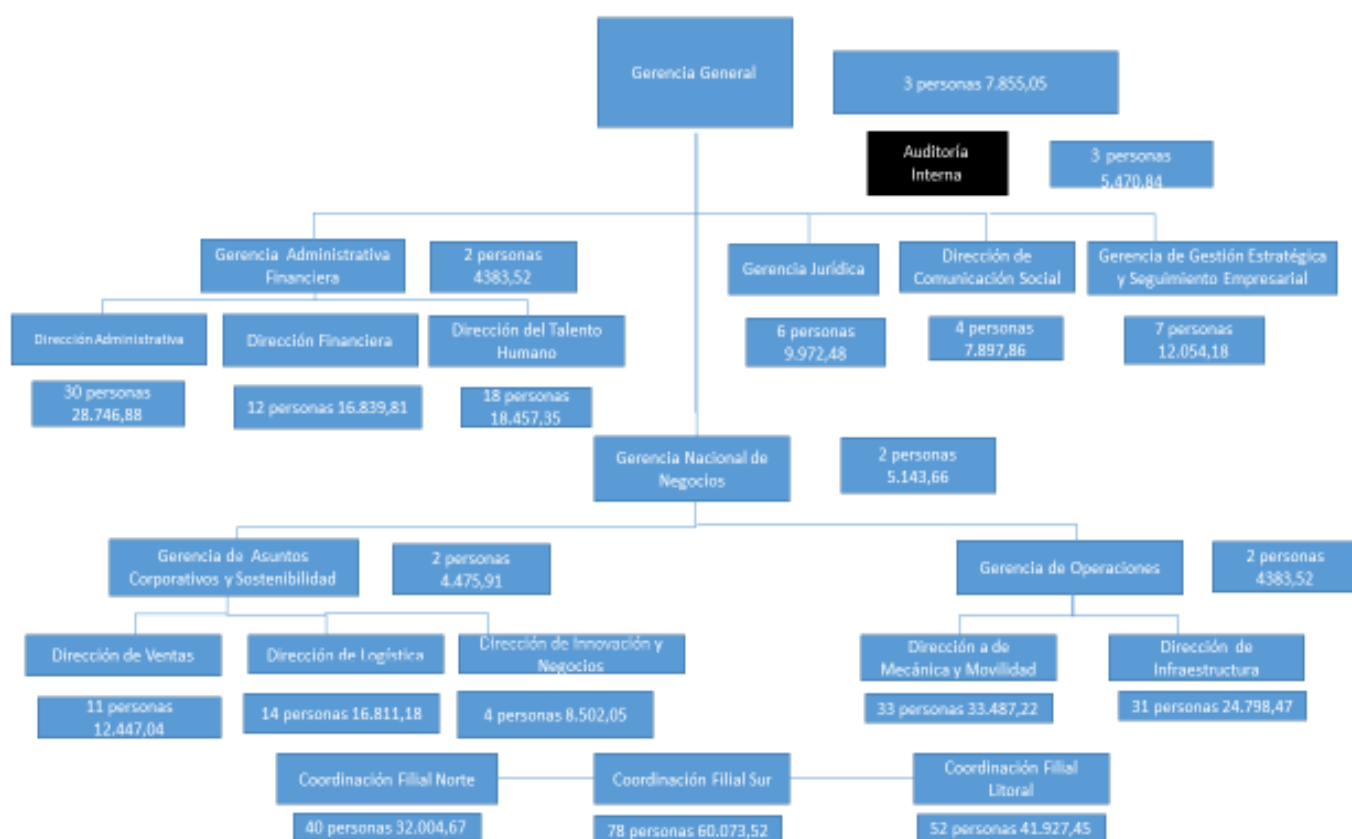 Gerencia General
3 personas 7.855,05
Auditoría
Interna
3 personas
5.470,84
Gerencia Administrativa
Financiera
2 personas
4383,52
Gerencia Jurídica
Dirección de
Comunicación Social
Gerencia de Gestión Estratégica
y Seguimiento Empresarial
Dirección Administrativa
Dirección Financiera
Dirección del Talento
Humano
6 personas
9.972,48
4 personas
7.897,86
7 personas
12.054,18
30 personas
28.746,88
12 personas 16.839,81
18 personas
18.457,35
Gerencia Nacional de
Negocios
2 personas
5.143,66
Gerencia de Asuntos
Corporativos y Sostenibilidad
2 personas
4.475,91
Gerencia de Operaciones
2 personas
4383,52
Dirección de Ventas
Dirección de Logística
Dirección de Innovación y
Negocios
Dirección a de
Mecánica y Movilidad
Dirección de
Infraestructura
11 personas
12.447,04
14 personas 16.811,18
4 personas 8.502,05
33 personas 33.487,22
31 personas 24.798,47
Coordinación Filial Norte
Coordinación Filial Sur
Coordinación Filial
Litoral
40 personas 32.004,67
78 personas 60.073,52
52 personas 41.927,45